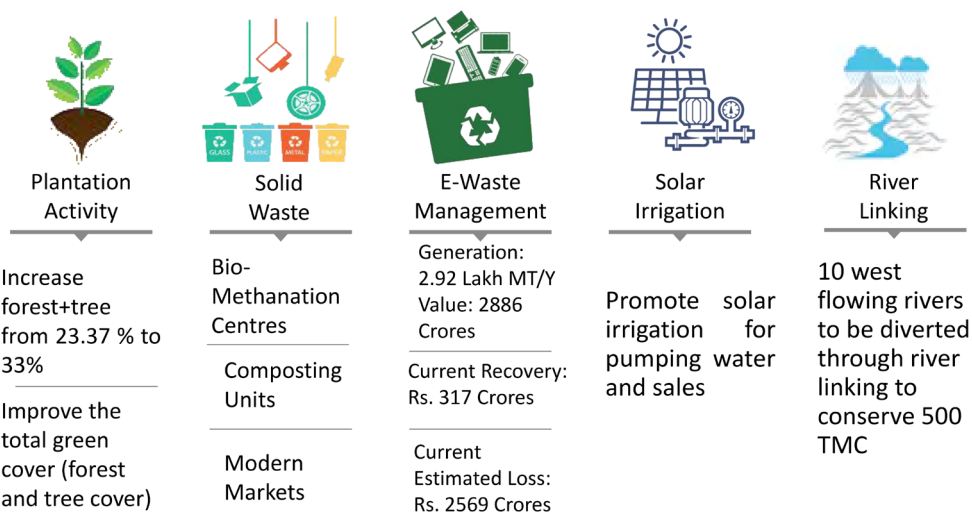 GLASS
PLASTIC
METAL
PAPER
Plantation
Activity
Increase
forest+tree
from 23.37 % to
33%
Improve the
total green
cover (forest
and tree cover)
Solid
Waste
Bio-
Methanation
Centres
Composting
Units
Modern
Markets
E-Waste
Management
Generation:
2.92 Lakh MT/Y
Value: 2886
Crores
Current Recovery:
Rs. 317 Crores
Current
Estimated Loss:
Rs. 2569 Crores
Solar
Irrigation
Promote solar
irrigation for
pumping water
and sales
River
Linking
10 west
flowing rivers
to be diverted
through river
linking to
conserve 500
TMC